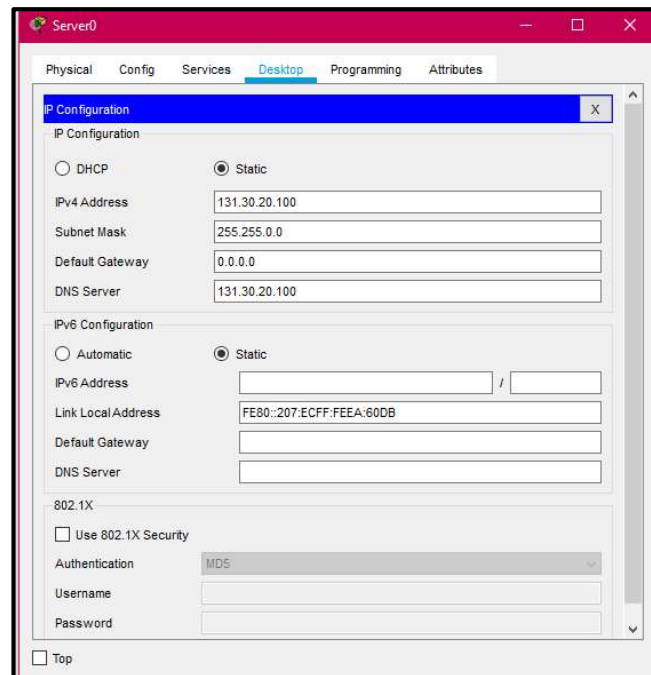 Server0
Physical Config Services Desktop Programming Attributes
IP Configuration X
IP Configuration
DHCP Static
IPv4 Address 131.30.20.100
Subnet Mask 255.255.0.0
Default Gateway 0.0.0.0
DNS Server 131.30.20.100
IPv6 Configuration
Automatic Static
IPv6 Address /
Link Local Address FE80::207:ECFF:FEEA:60DB
Default Gateway
DNS Server
802.1X
Use 802.1X Security
Authentication MD5
Username
Password
Top